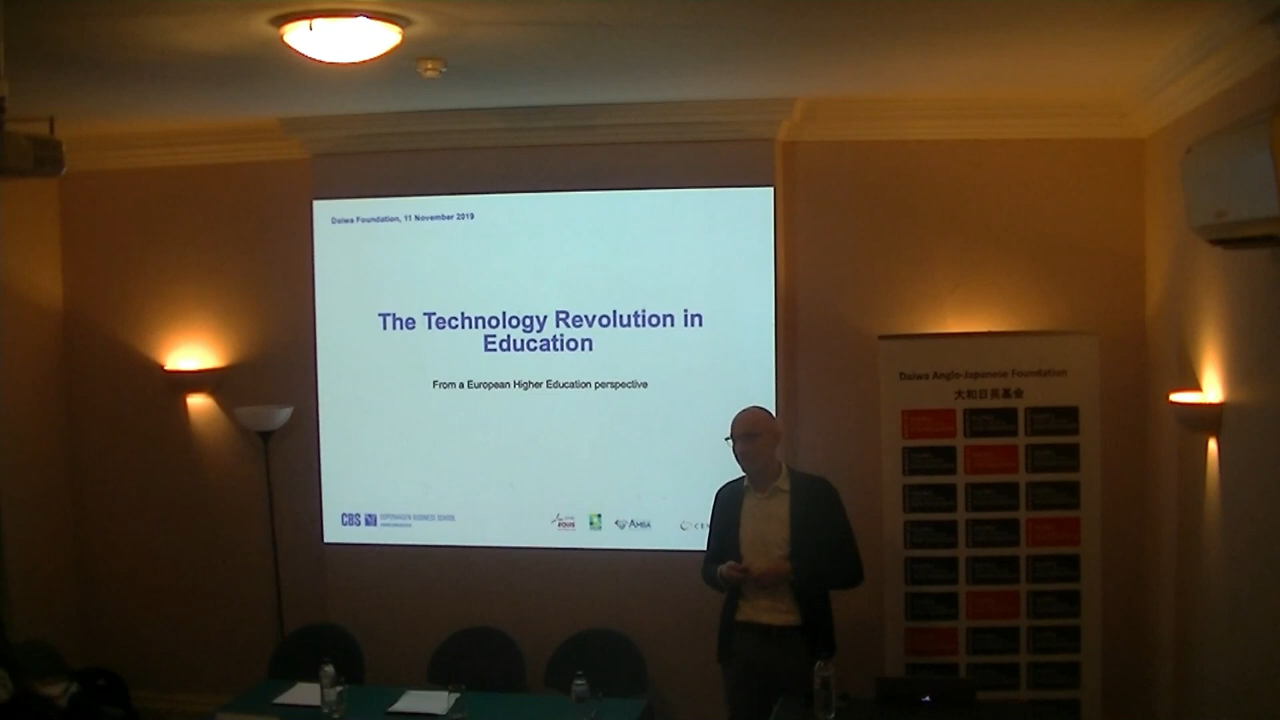 Daiwa Foundation, 11 November 2019
The Technology Revolution in
Education
From a European Higher Education perspective
CBS
COPENHAGEN BUSINESS SCHOOL
EQUIS
AMBA
Daiwa Anglo-Japanese Foundation
大和日英基金